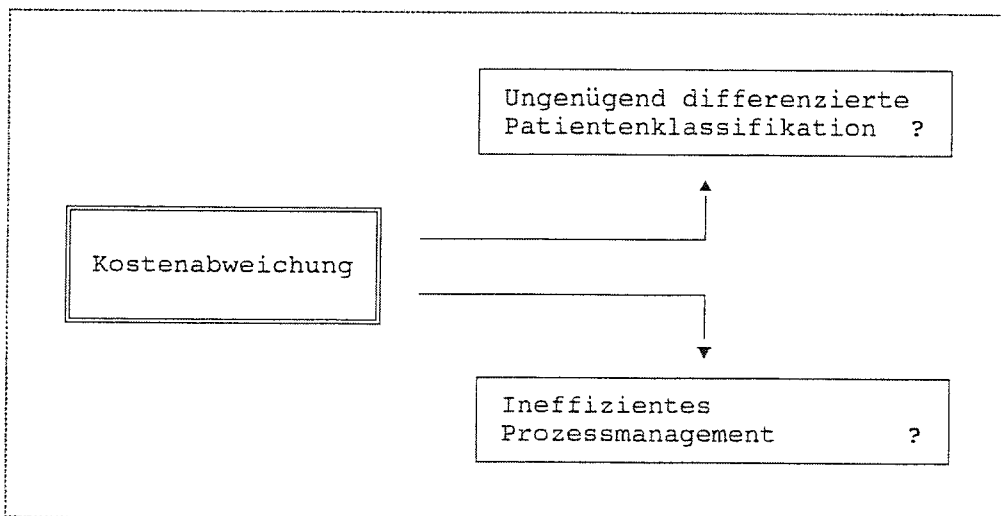 Ungenügend differenzierte
Patientenklassifikation ?
Kostenabweichung
Ineffizientes
Prozessmanagement ?